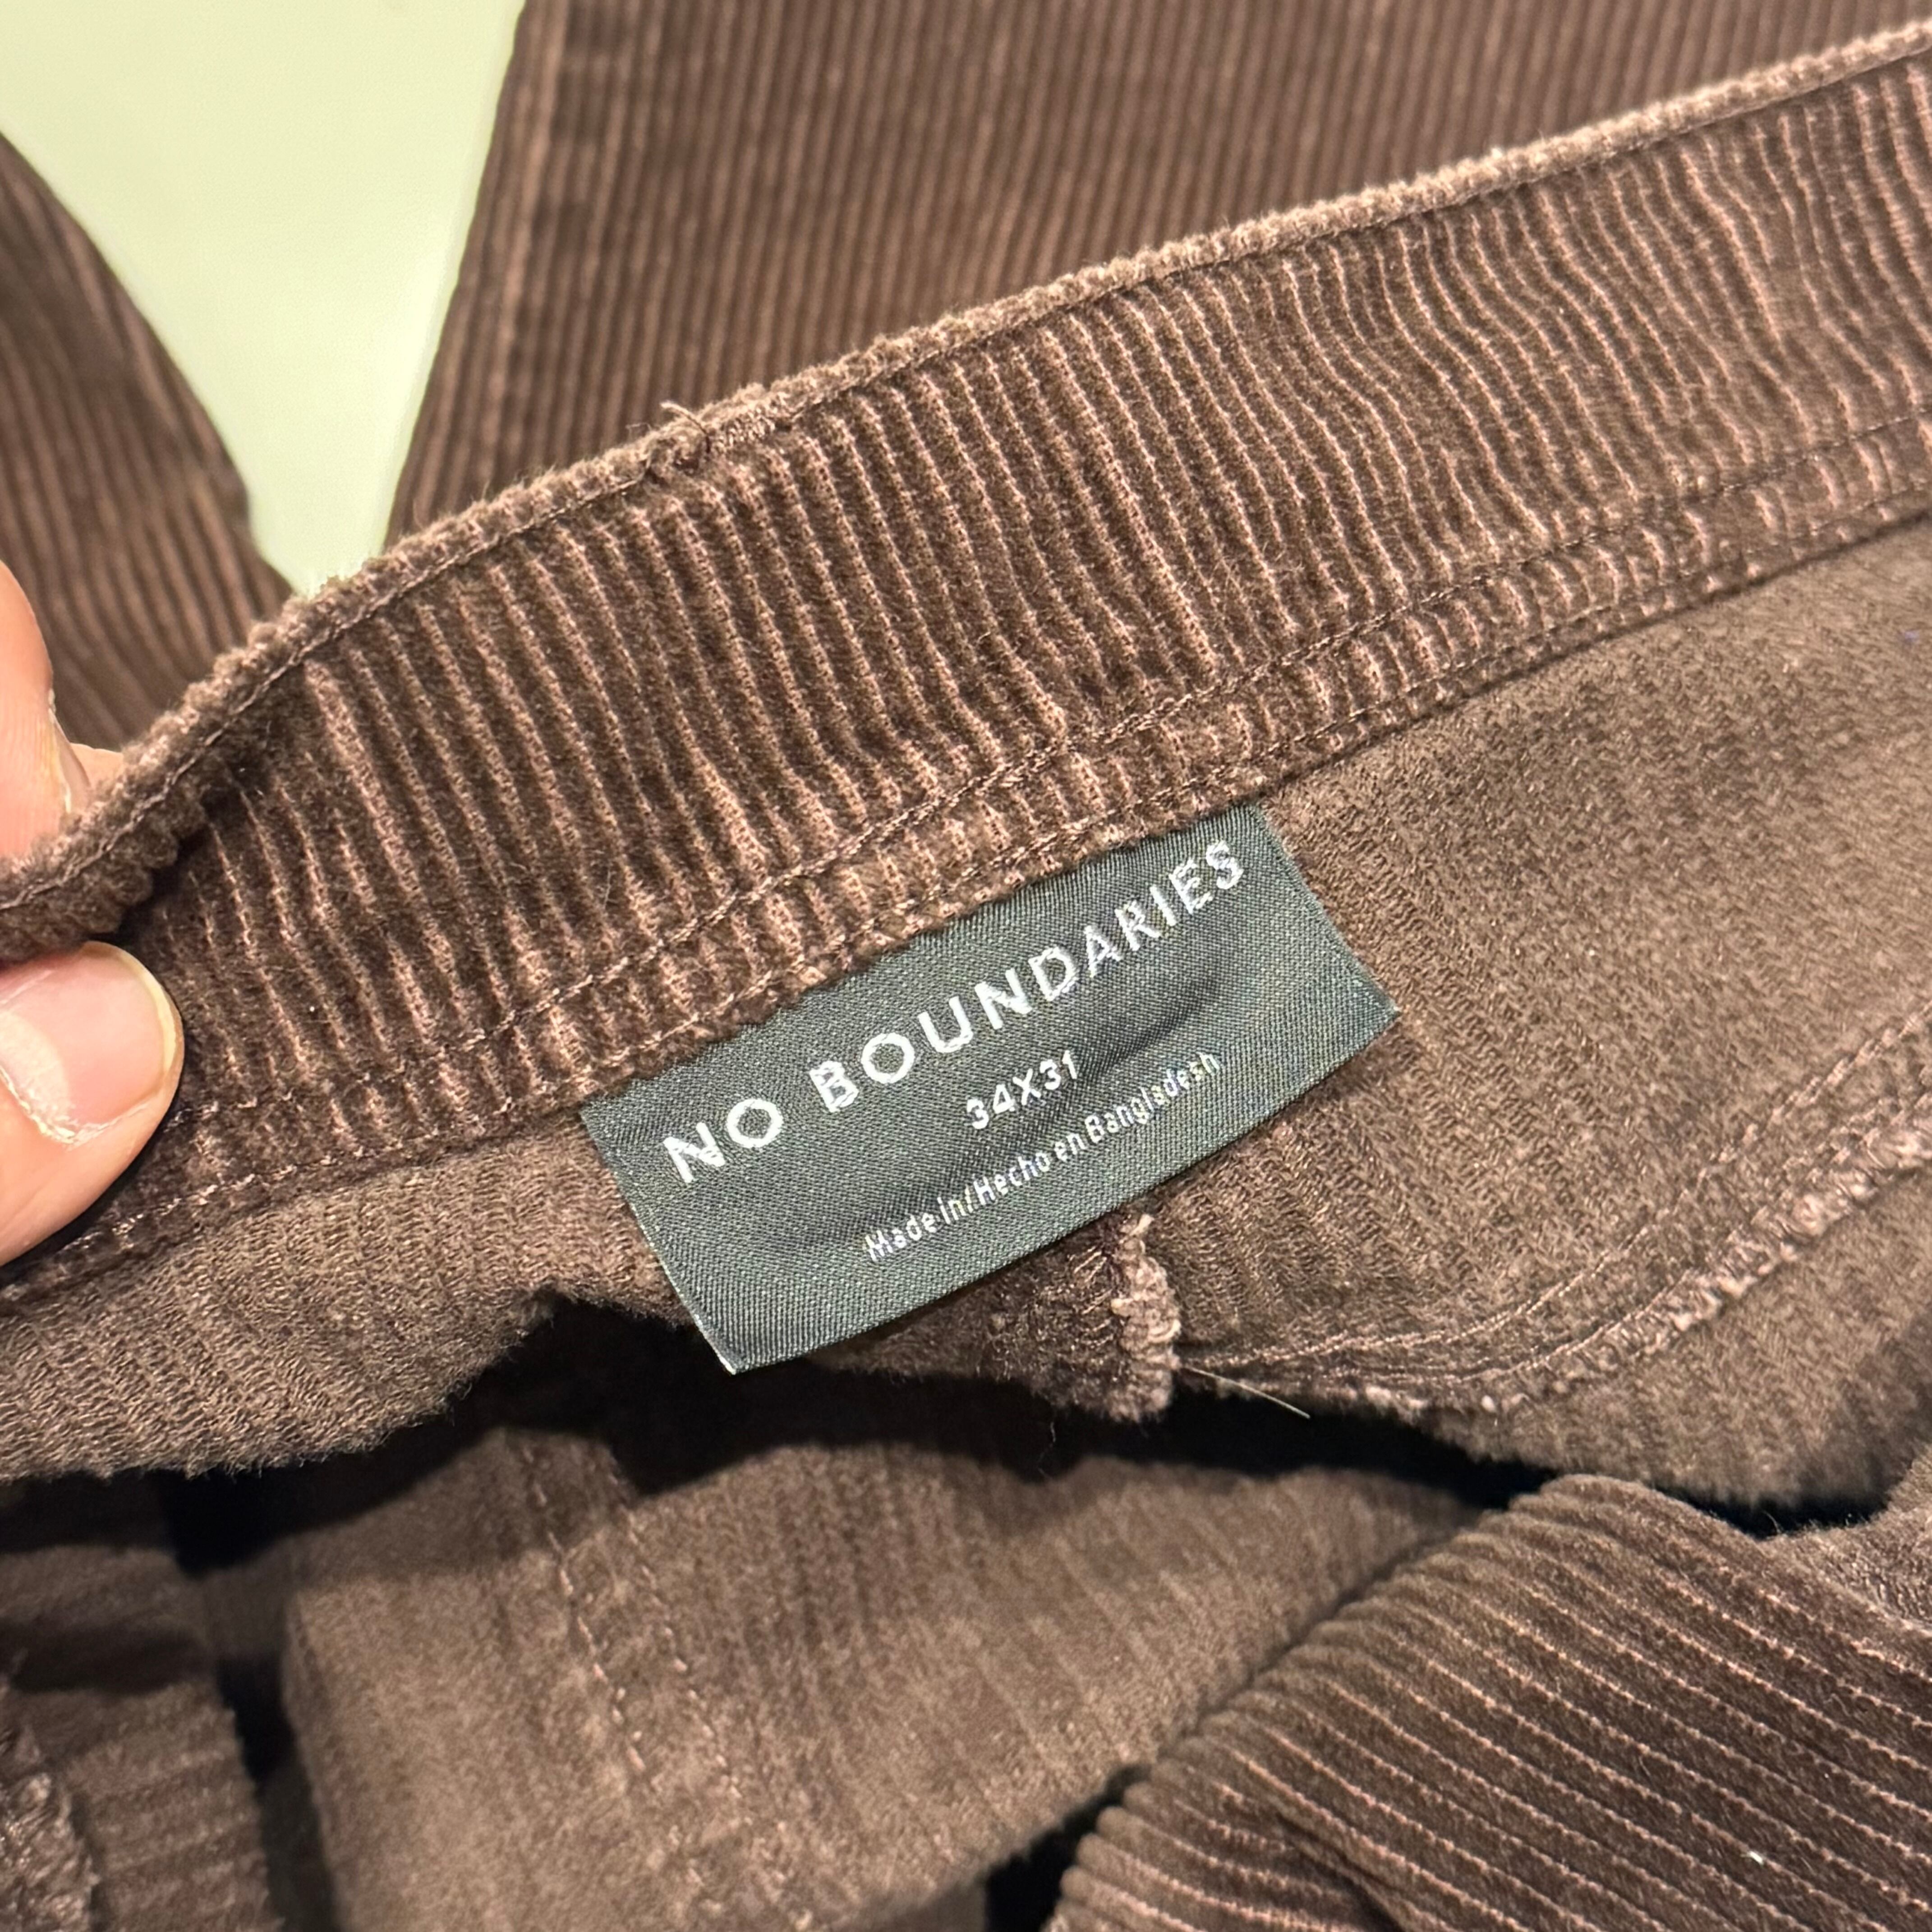 NO BOUNDARIES
34X31
Made in/Hecho en Bangladesh